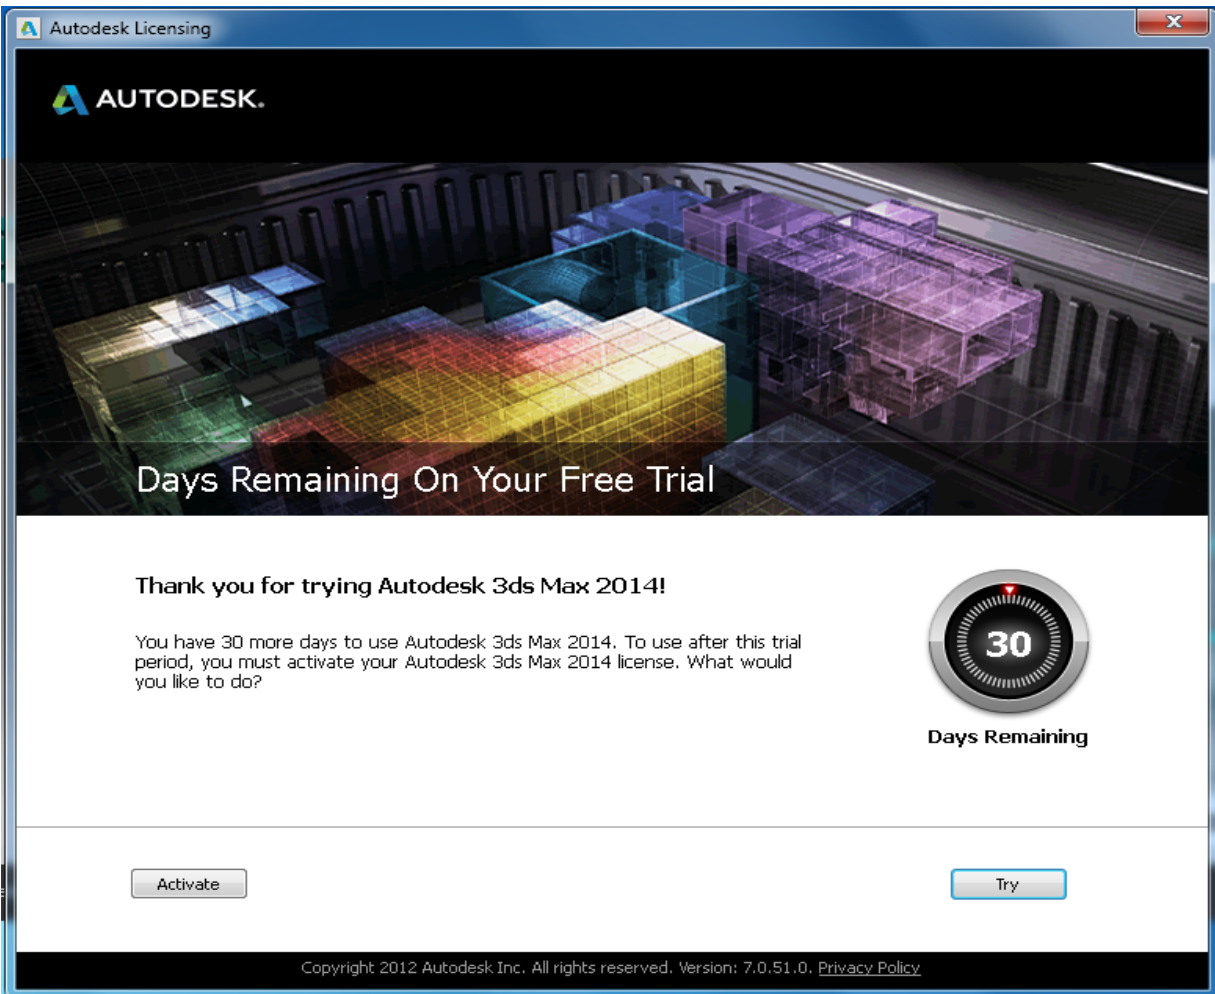 Autodesk Licensing
AUTODESK.
Days Remaining On Your Free Trial
Thank you for trying Autodesk 3ds Max 2014!
You have 30 more days to use Autodesk 3ds Max 2014. To use after this trial
period, you must activate your Autodesk 3ds Max 2014 license. What would
you like to do?
30
Days Remaining
Activate
Try
Copyright 2012 Autodesk Inc. All rights reserved. Version: 7.0.51.0. Privacy Policy